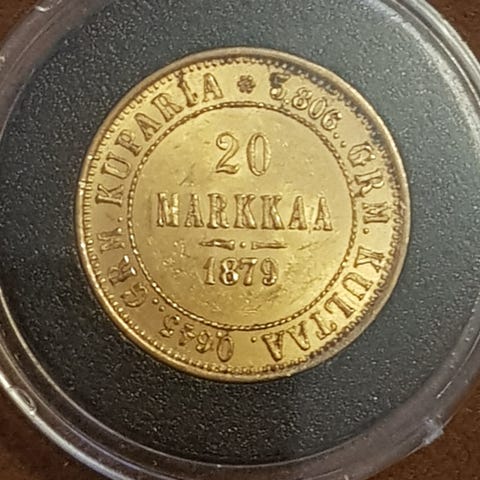 20
MARKKAA
1879
* 5,806.. GRM. KULTAA. 0,645.. GRM. KUPARIA